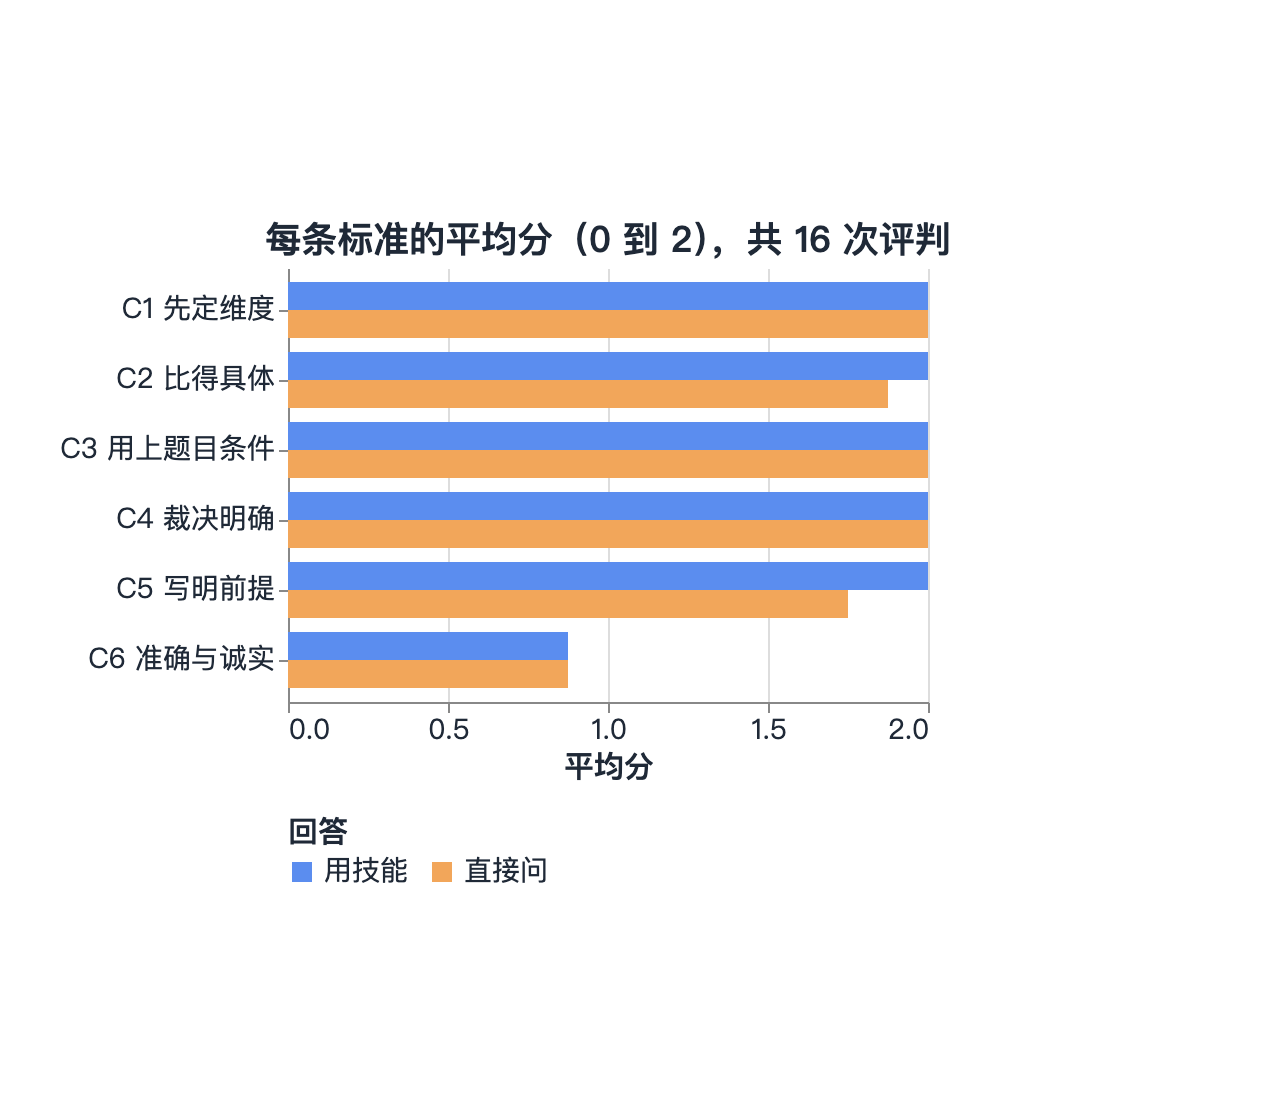 每条标准的平均分（0 到 2），共 16 次评判
C1 先定维度
C2 比得具体
C3 用上题目条件
C4 裁决明确
C5 写明前提
C6 准确与诚实
0.0 0.5 1.0 1.5 2.0
平均分
回答
用技能 直接问